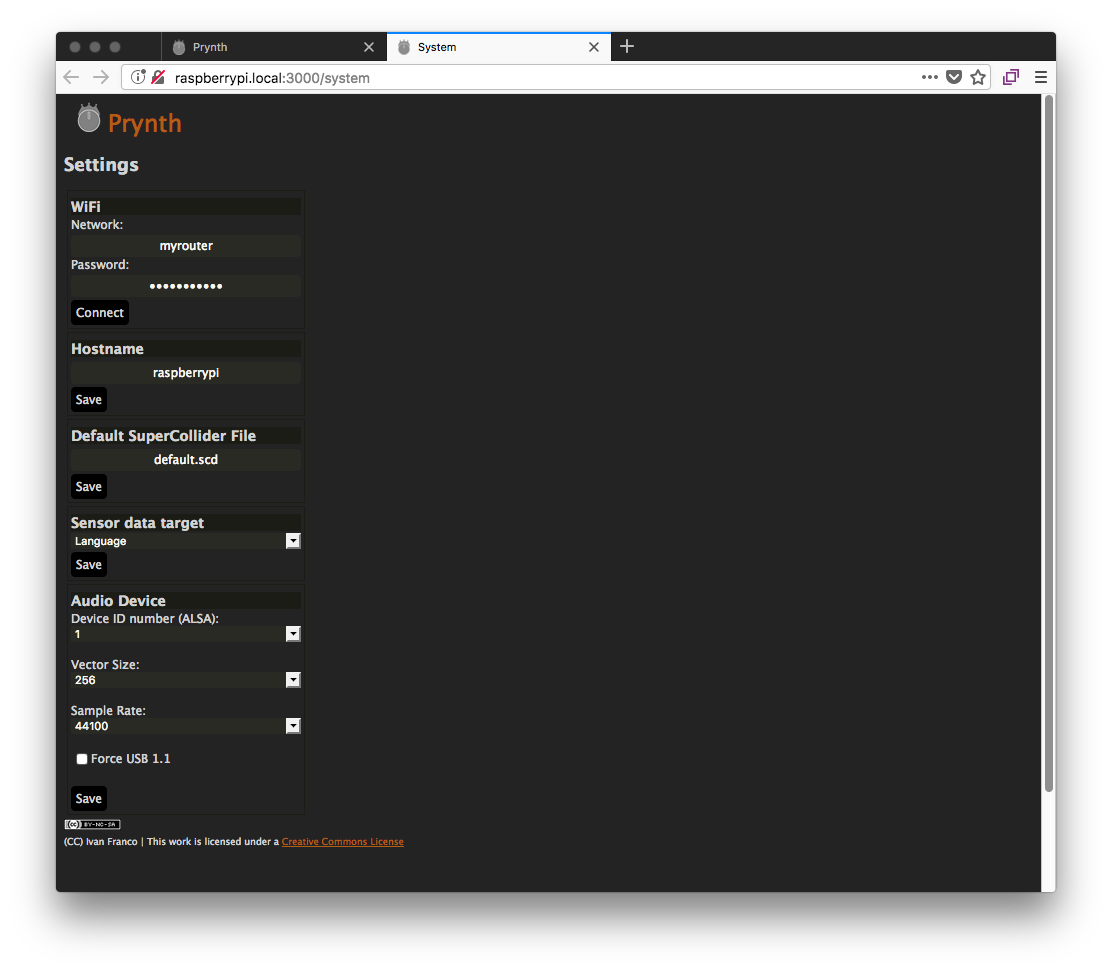 Prynth
System
raspberrypi.local:3000/system
Prynth
Settings
WiFi
Network:
myrouter
Password:
•••••••••••
Connect
Hostname
raspberrypi
Save
Default SuperCollider File
default.scd
Save
Sensor data target
Language
Save
Audio Device
Device ID number (ALSA):
1
Vector Size:
256
Sample Rate:
44100
Force USB 1.1
Save
(cc) BY-NC-SA
(CC) Ivan Franco | This work is licensed under a Creative Commons License